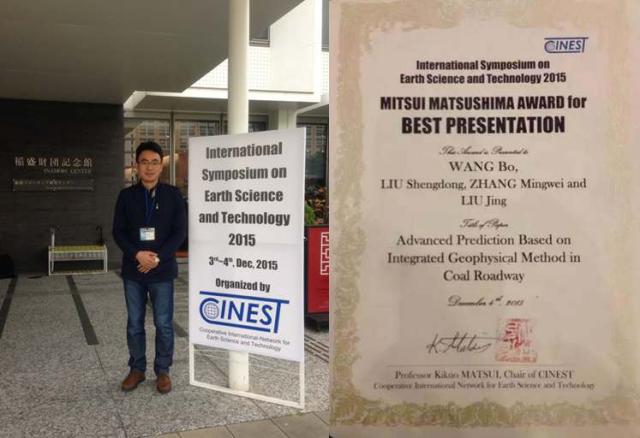 稲盛財団記念館
INAMORI CENTER
International
Symposium on
Earth Science
and Technology
2015
3rd-4th. Dec, 2015
Organized by
CINEST
Cooperative International-Network for
Earth Science and Technology
CINEST
International Symposium on
Earth Science and Technology 2015
MITSUI MATSUSHIMA AWARD for
BEST PRESENTATION
This Award is Presented to
WANG Bo,
LIU Shengdong, ZHANG Mingwei and
LIU Jing
Title of Paper
Advanced Prediction Based on
Integrated Geophysical Method in
Coal Roadway
December 4th, 2015
Professor Kikuo MATSUI, Chair of CINEST
Cooperative International Network for Earth Science and Technology